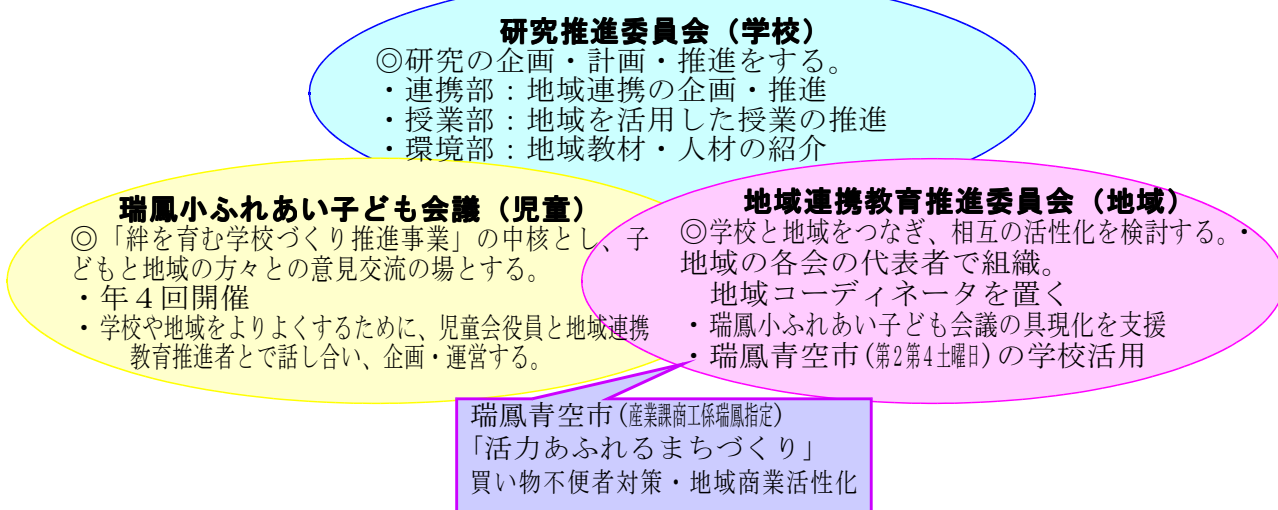 研究推進委員会（学校）
◎研究の企画・計画・推進をする。
・連携部：地域連携の企画・推進
・授業部：地域を活用した授業の推進
・環境部：地域教材・人材の紹介
瑞鳳小ふれあい子ども会議（児童）
◎「絆を育む学校づくり推進事業」の中核とし、子
どもと地域の方々との意見交流の場とする。
・年４回開催
・学校や地域をよりよくするために、児童会役員と地域連携
教育推進者とで話し合い、企画・運営する。
地域連携教育推進委員会（地域）
◎学校と地域をつなぎ、相互の活性化を検討する。・
地域の各会の代表者で組織。
地域コーディネータを置く
・瑞鳳小ふれあい子ども会議の具現化を支援
・瑞鳳青空市(第2第4土曜日)の学校活用
瑞鳳青空市(産業課商工係瑞鳳指定)
「活力あふれるまちづくり」
買い物不便者対策・地域商業活性化